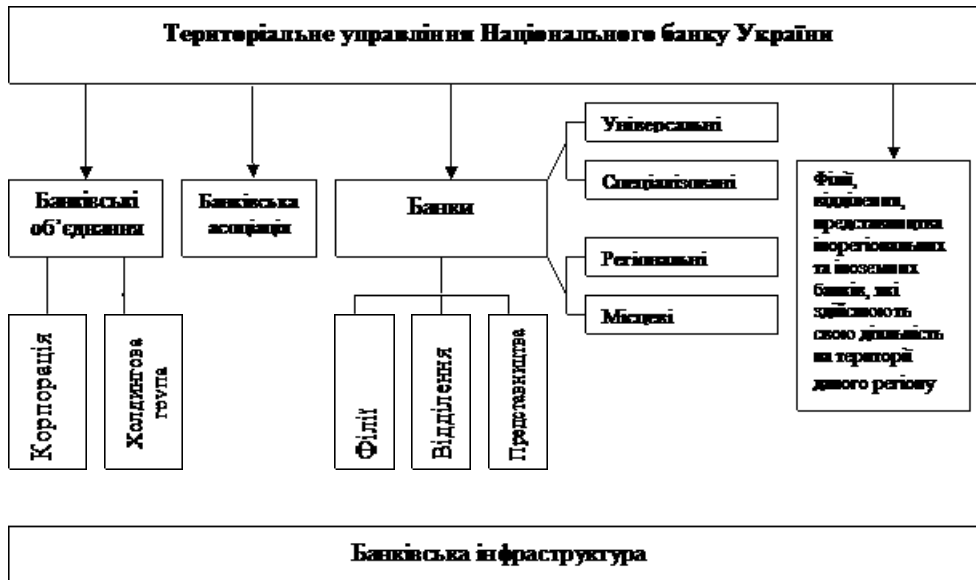 Територіальне управління Національного банку України
Банківські
об’єднання
Банківська
асоціація
Банки
Універсальні
Спеціалізовані
Регіональні
Місцеві
Філії,
відділення,
представництва
інорегіональних
та іноземних
банків, які
здійснюють
свою діяльність
на території
даного регіону
Корпорація
Холдингова
група
Філії
Відділення
Представництва
Банківська інфраструктура